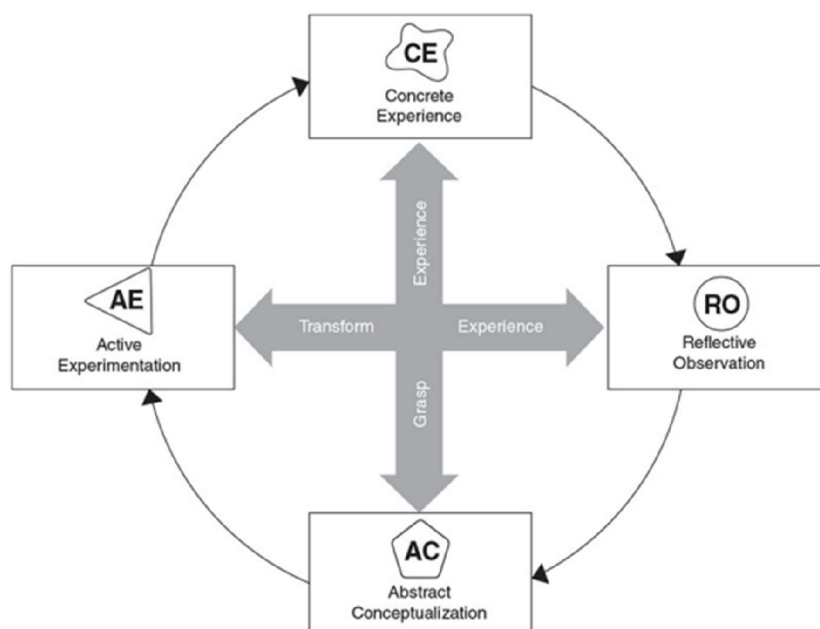 CE
Concrete
Experience
Experience
AE
Active
Experimentation
Transform
Experience
RO
Reflective
Observation
Grasp
AC
Abstract
Conceptualization